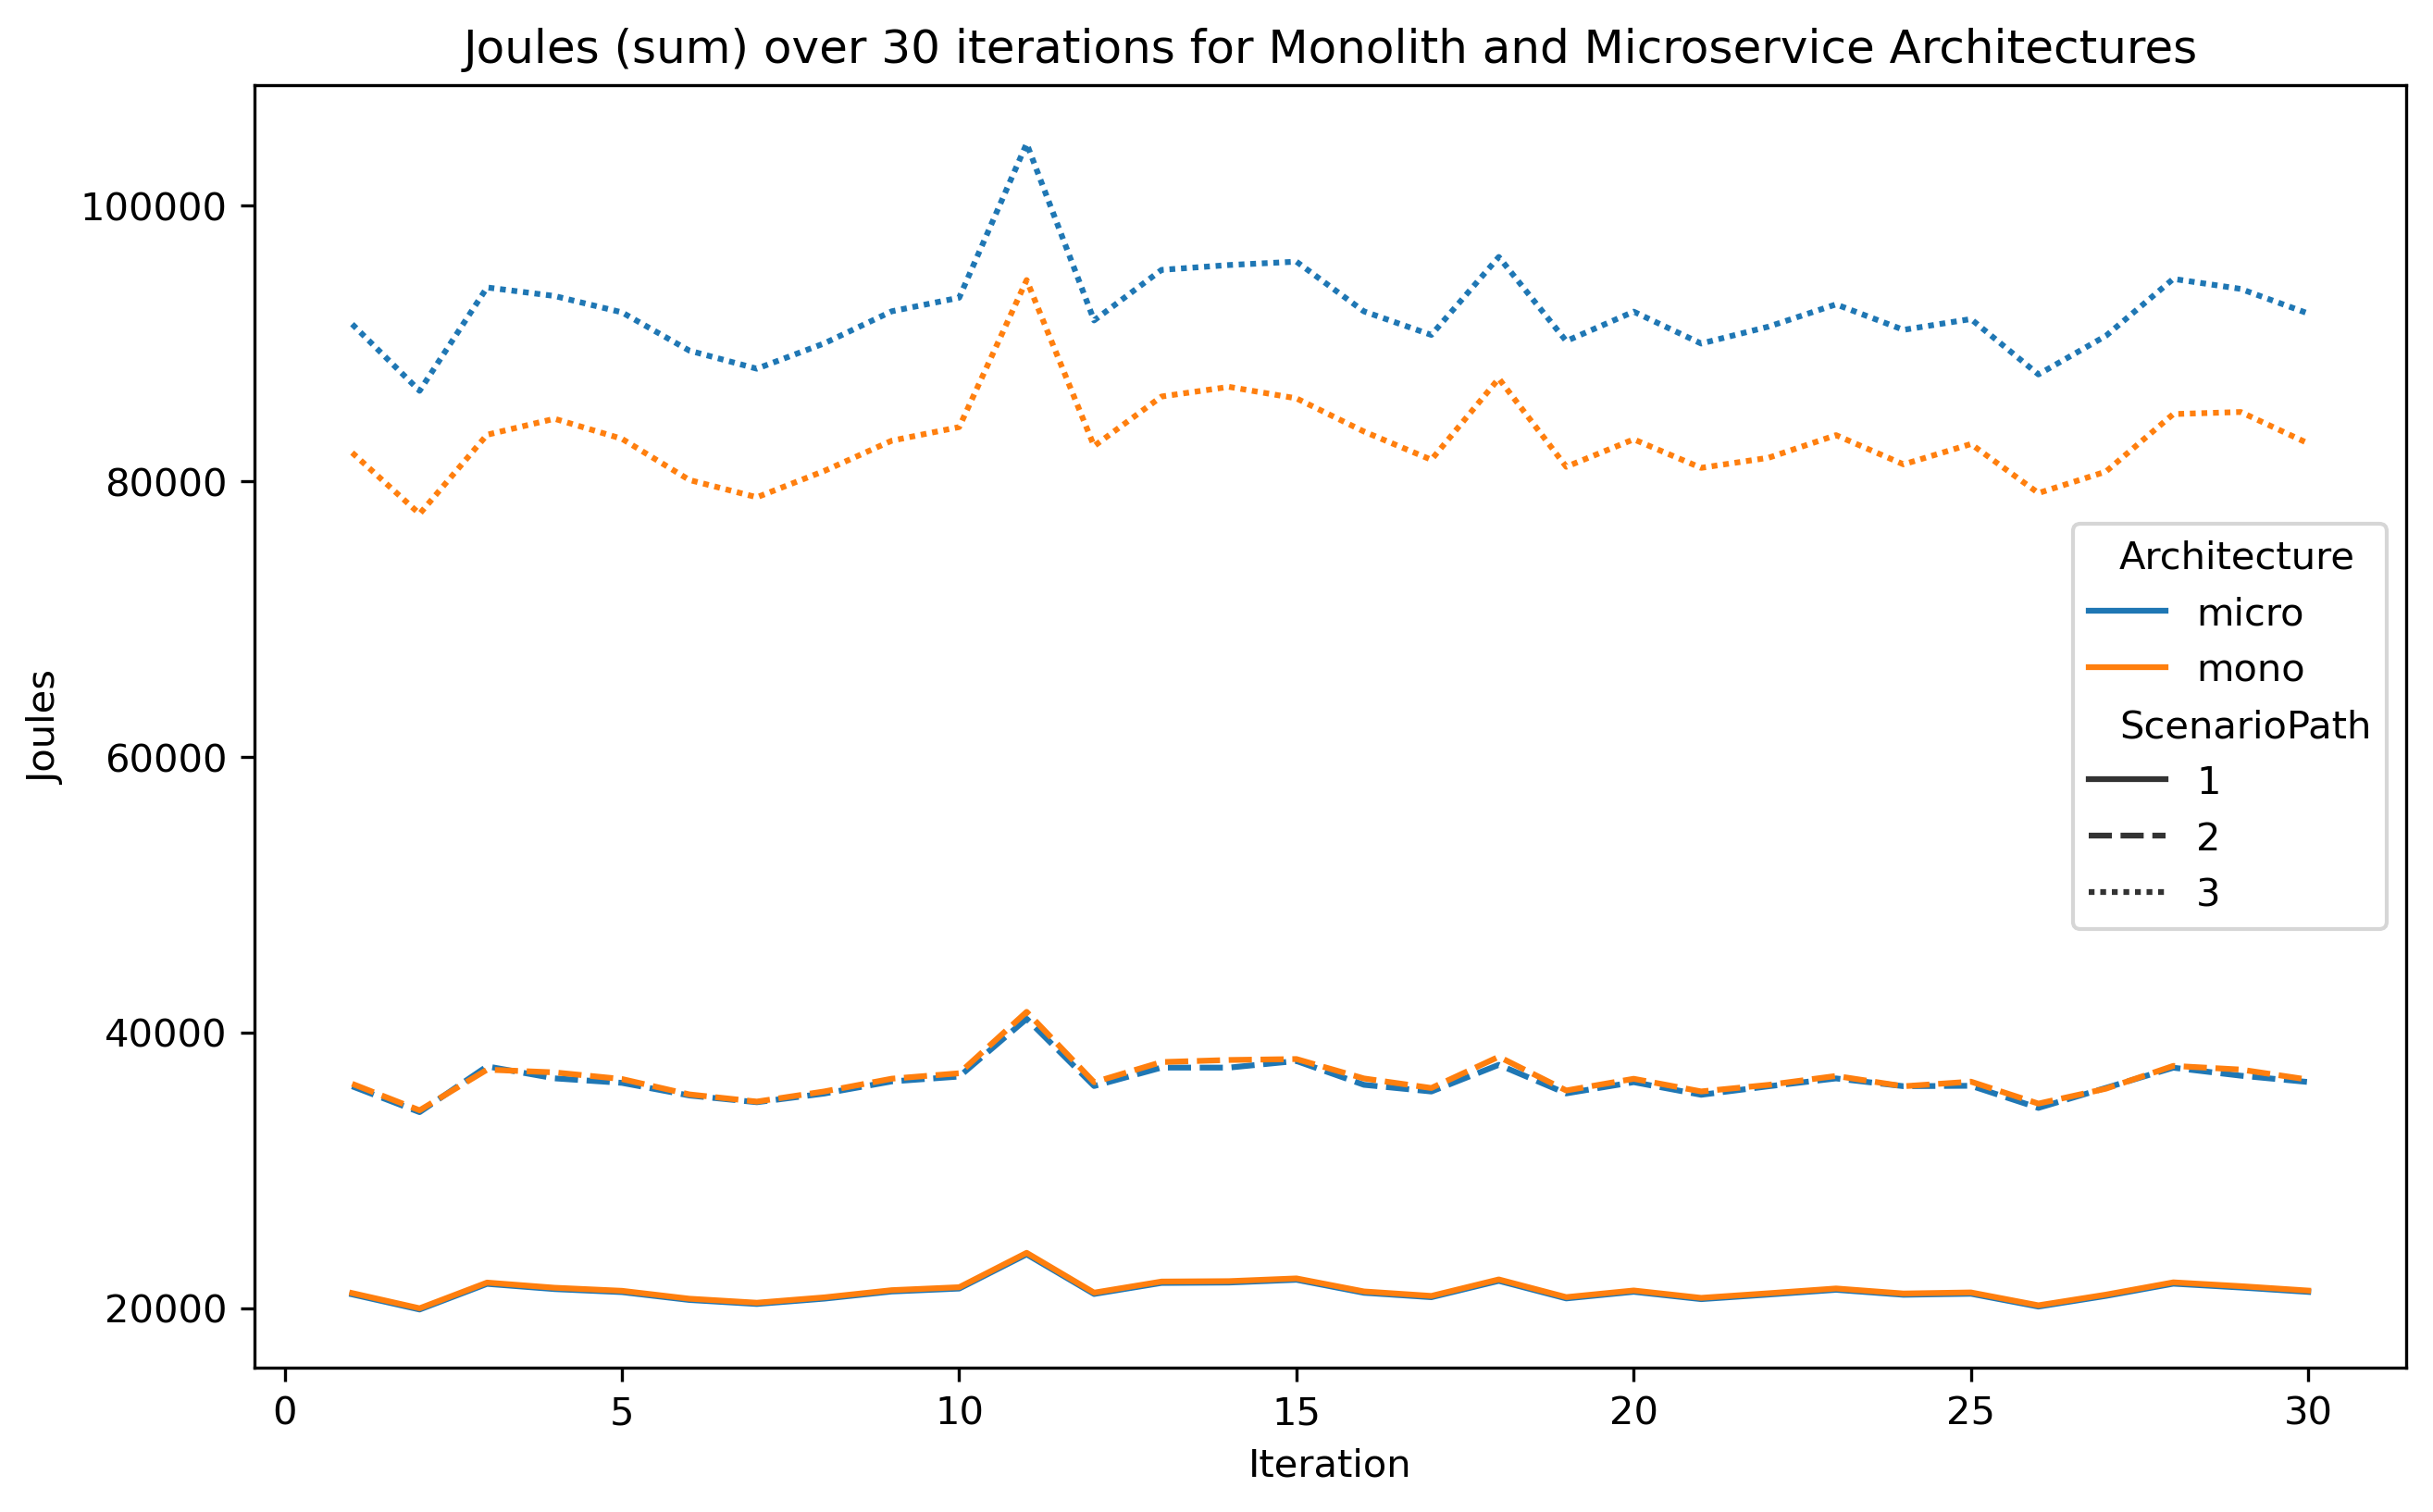 Joules (sum) over 30 iterations for Monolith and Microservice Architectures
100000
80000
60000
40000
20000
Joules
Architecture
micro
mono
ScenarioPath
1
2
3
0 5 10 15 20 25 30
Iteration